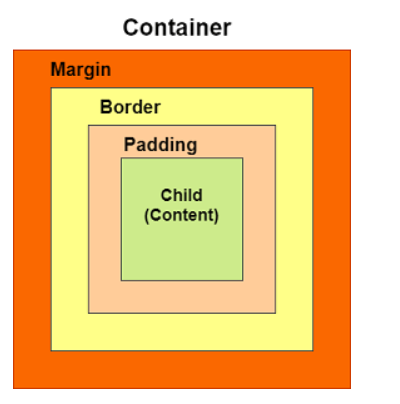 Container
Margin
Border
Padding
Child
(Content)